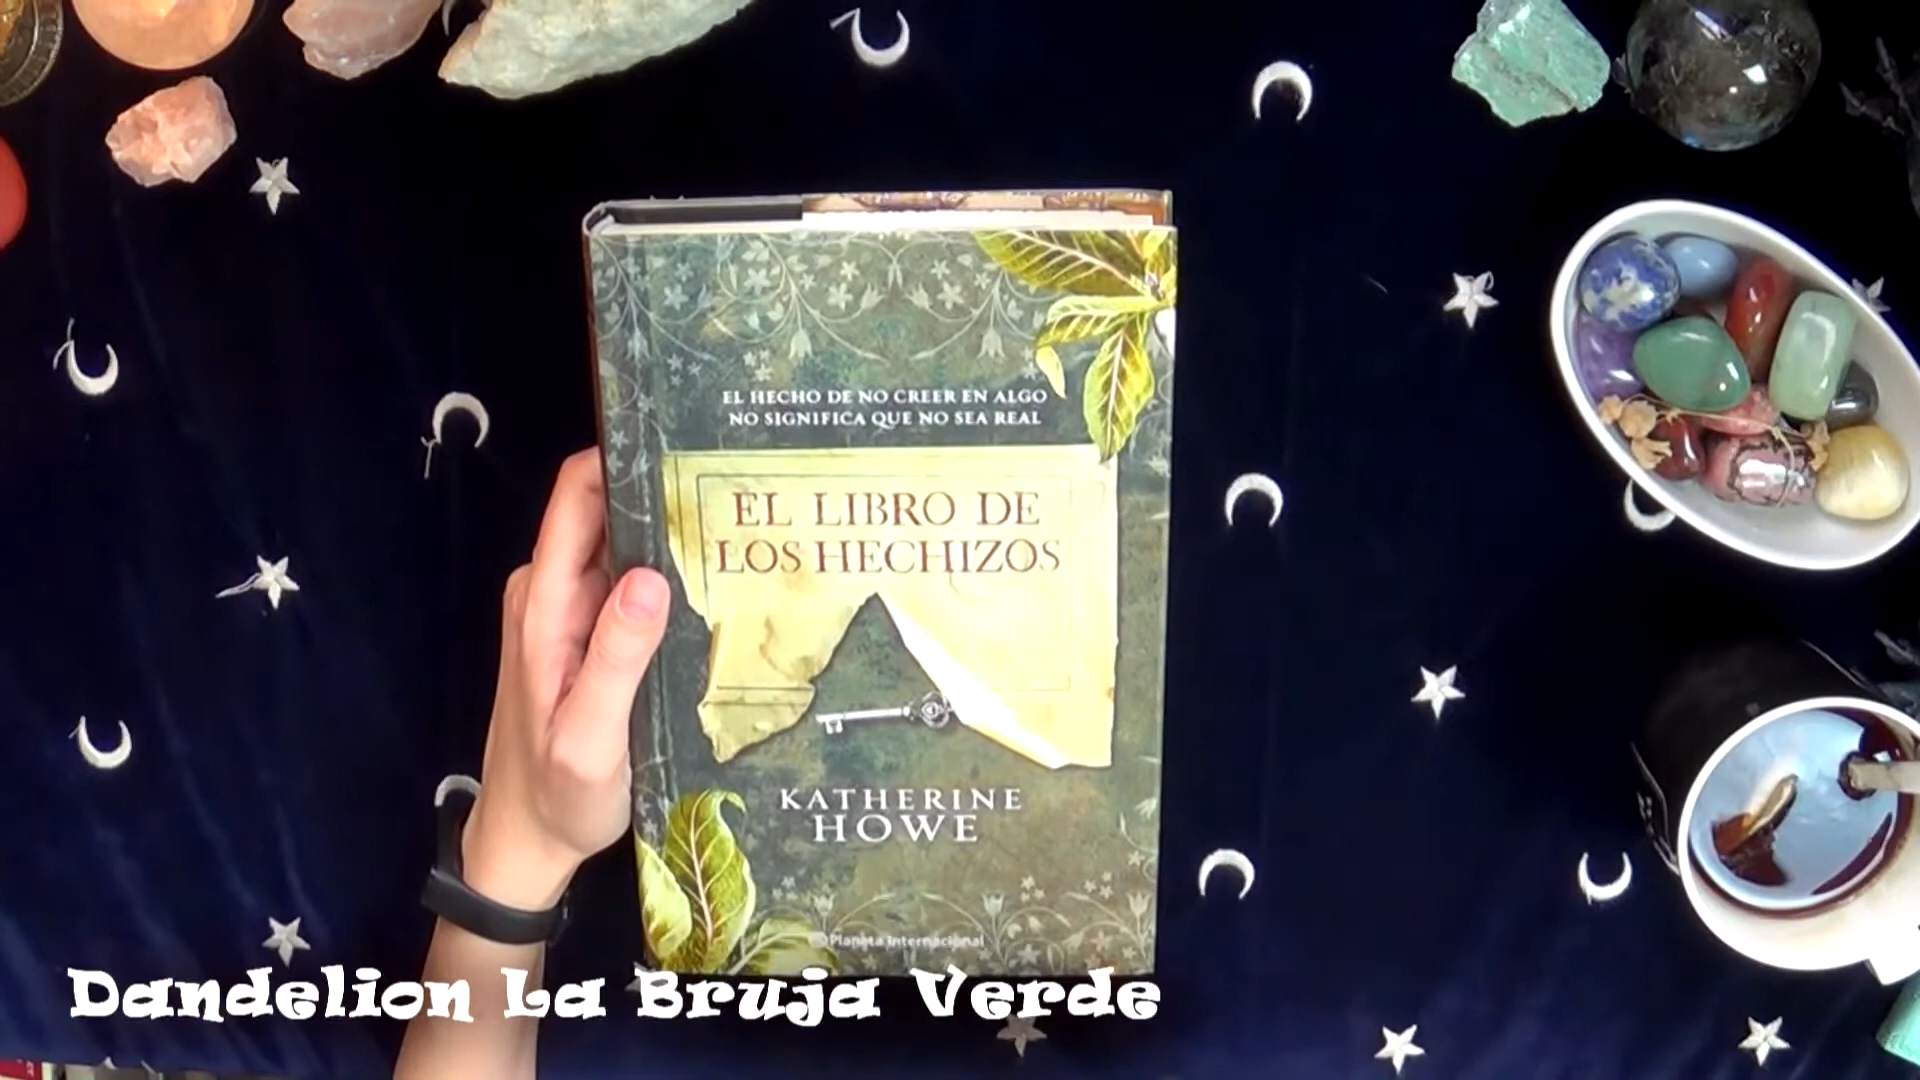 EL HECHO DE NO CREER EN ALGO
NO SIGNIFICA QUE NO SEA REAL
EL LIBRO DE
LOS HECHIZOS
KATHERINE
HOWE
Planeta Internacional
Dandelion La Bruja Verde